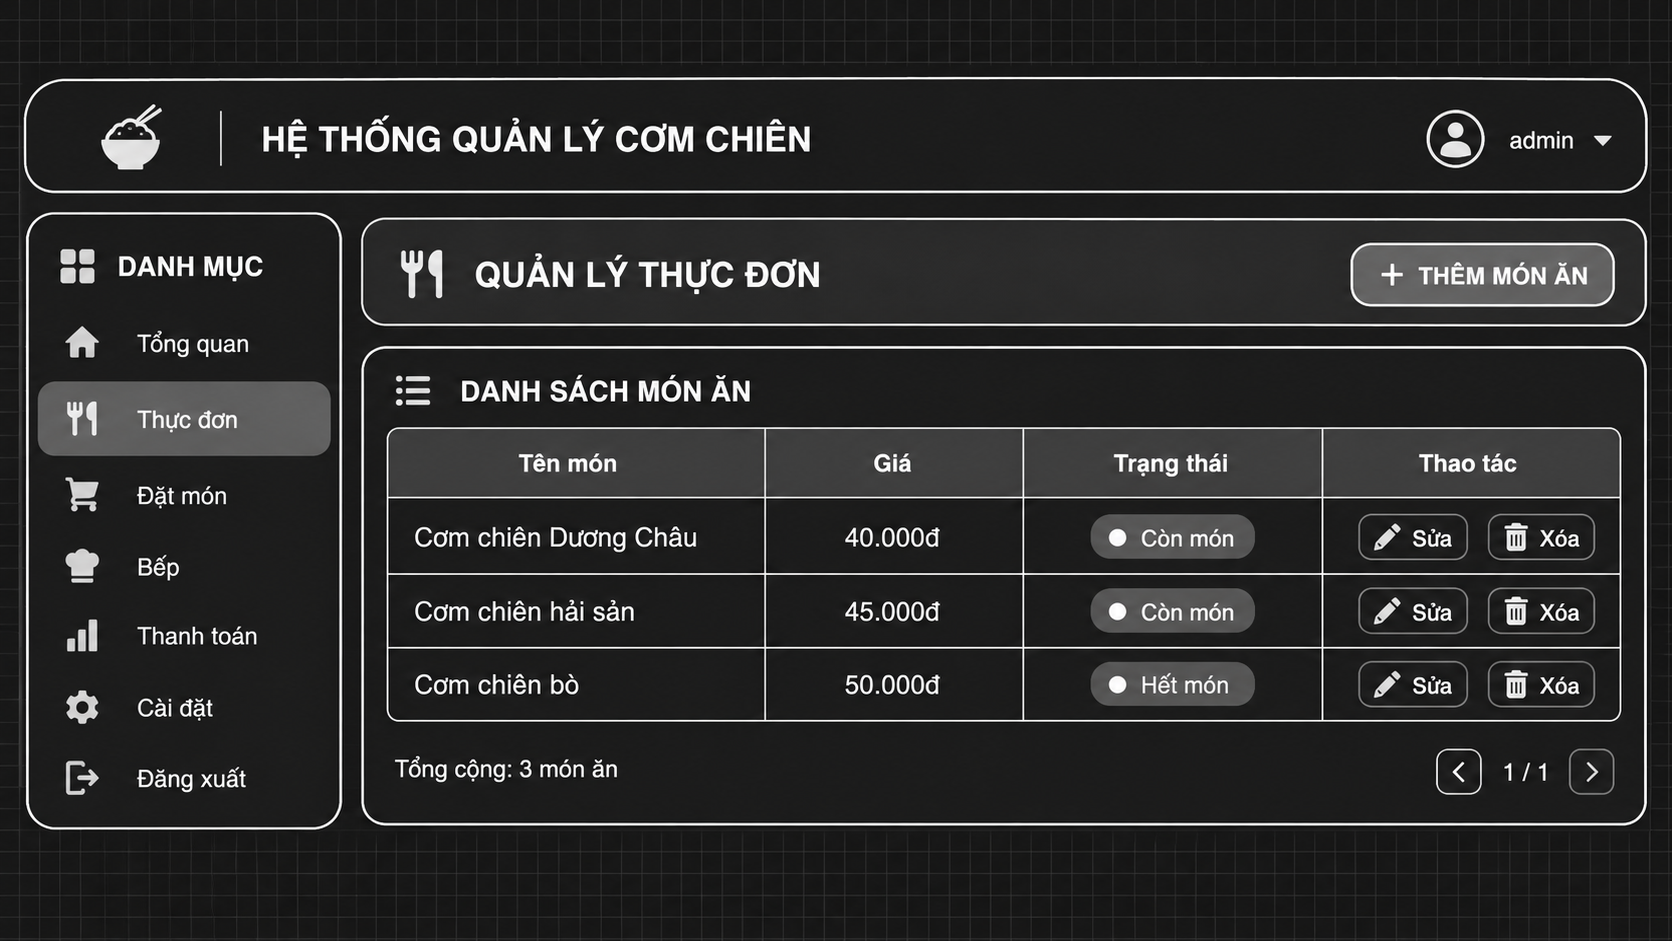 HỆ THỐNG QUẢN LÝ CƠM CHIÊN
admin
DANH MỤC
Tổng quan
Thực đơn
Đặt món
Bếp
Thanh toán
Cài đặt
Đăng xuất
QUẢN LÝ THỰC ĐƠN
+ THÊM MÓN ĂN
DANH SÁCH MÓN ĂN
Tên món Giá Trạng thái Thao tác
Cơm chiên Dương Châu 40.000đ Còn món Sửa Xóa
Cơm chiên hải sản 45.000đ Còn món Sửa Xóa
Cơm chiên bò 50.000đ Hết món Sửa Xóa
Tổng cộng: 3 món ăn
1 / 1